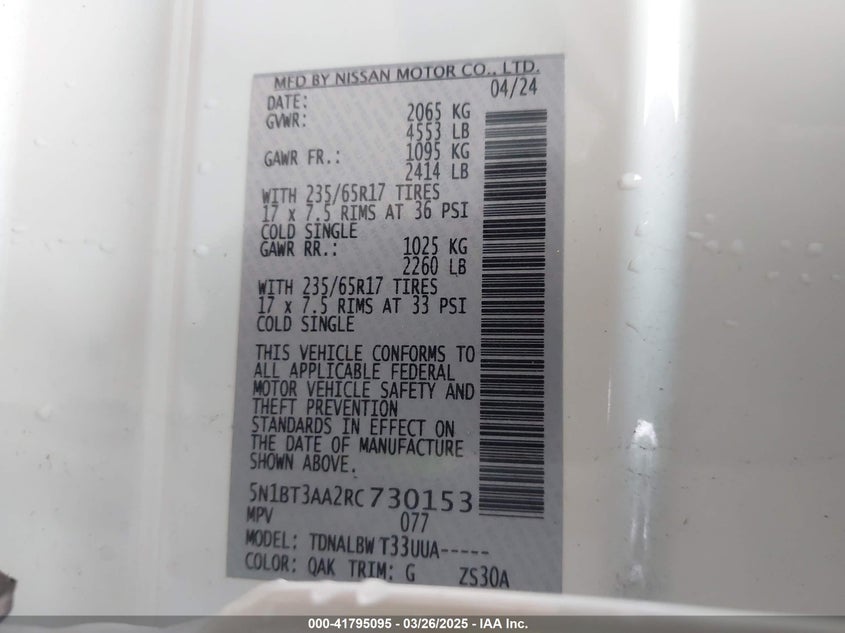 MFD BY NISSAN MOTOR CO., LTD.
DATE: 04/24
GVWR: 2065 KG
4553 LB
GAWR FR.: 1095 KG
2414 LB
WITH 235/65R17 TIRES
17 x 7.5 RIMS AT 36 PSI
COLD SINGLE
GAWR RR.: 1025 KG
2260 LB
WITH 235/65R17 TIRES
17 x 7.5 RIMS AT 33 PSI
COLD SINGLE
THIS VEHICLE CONFORMS TO
ALL APPLICABLE FEDERAL
MOTOR VEHICLE SAFETY AND
THEFT PREVENTION
STANDARDS IN EFFECT ON
THE DATE OF MANUFACTURE
SHOWN ABOVE.
5N1BT3AA2RC730153
MPV 077
MODEL: TDNALBW T33UUA-----
COLOR: QAK TRIM: G ZS30A
000-41795095 - 03/26/2025 - IAA Inc.